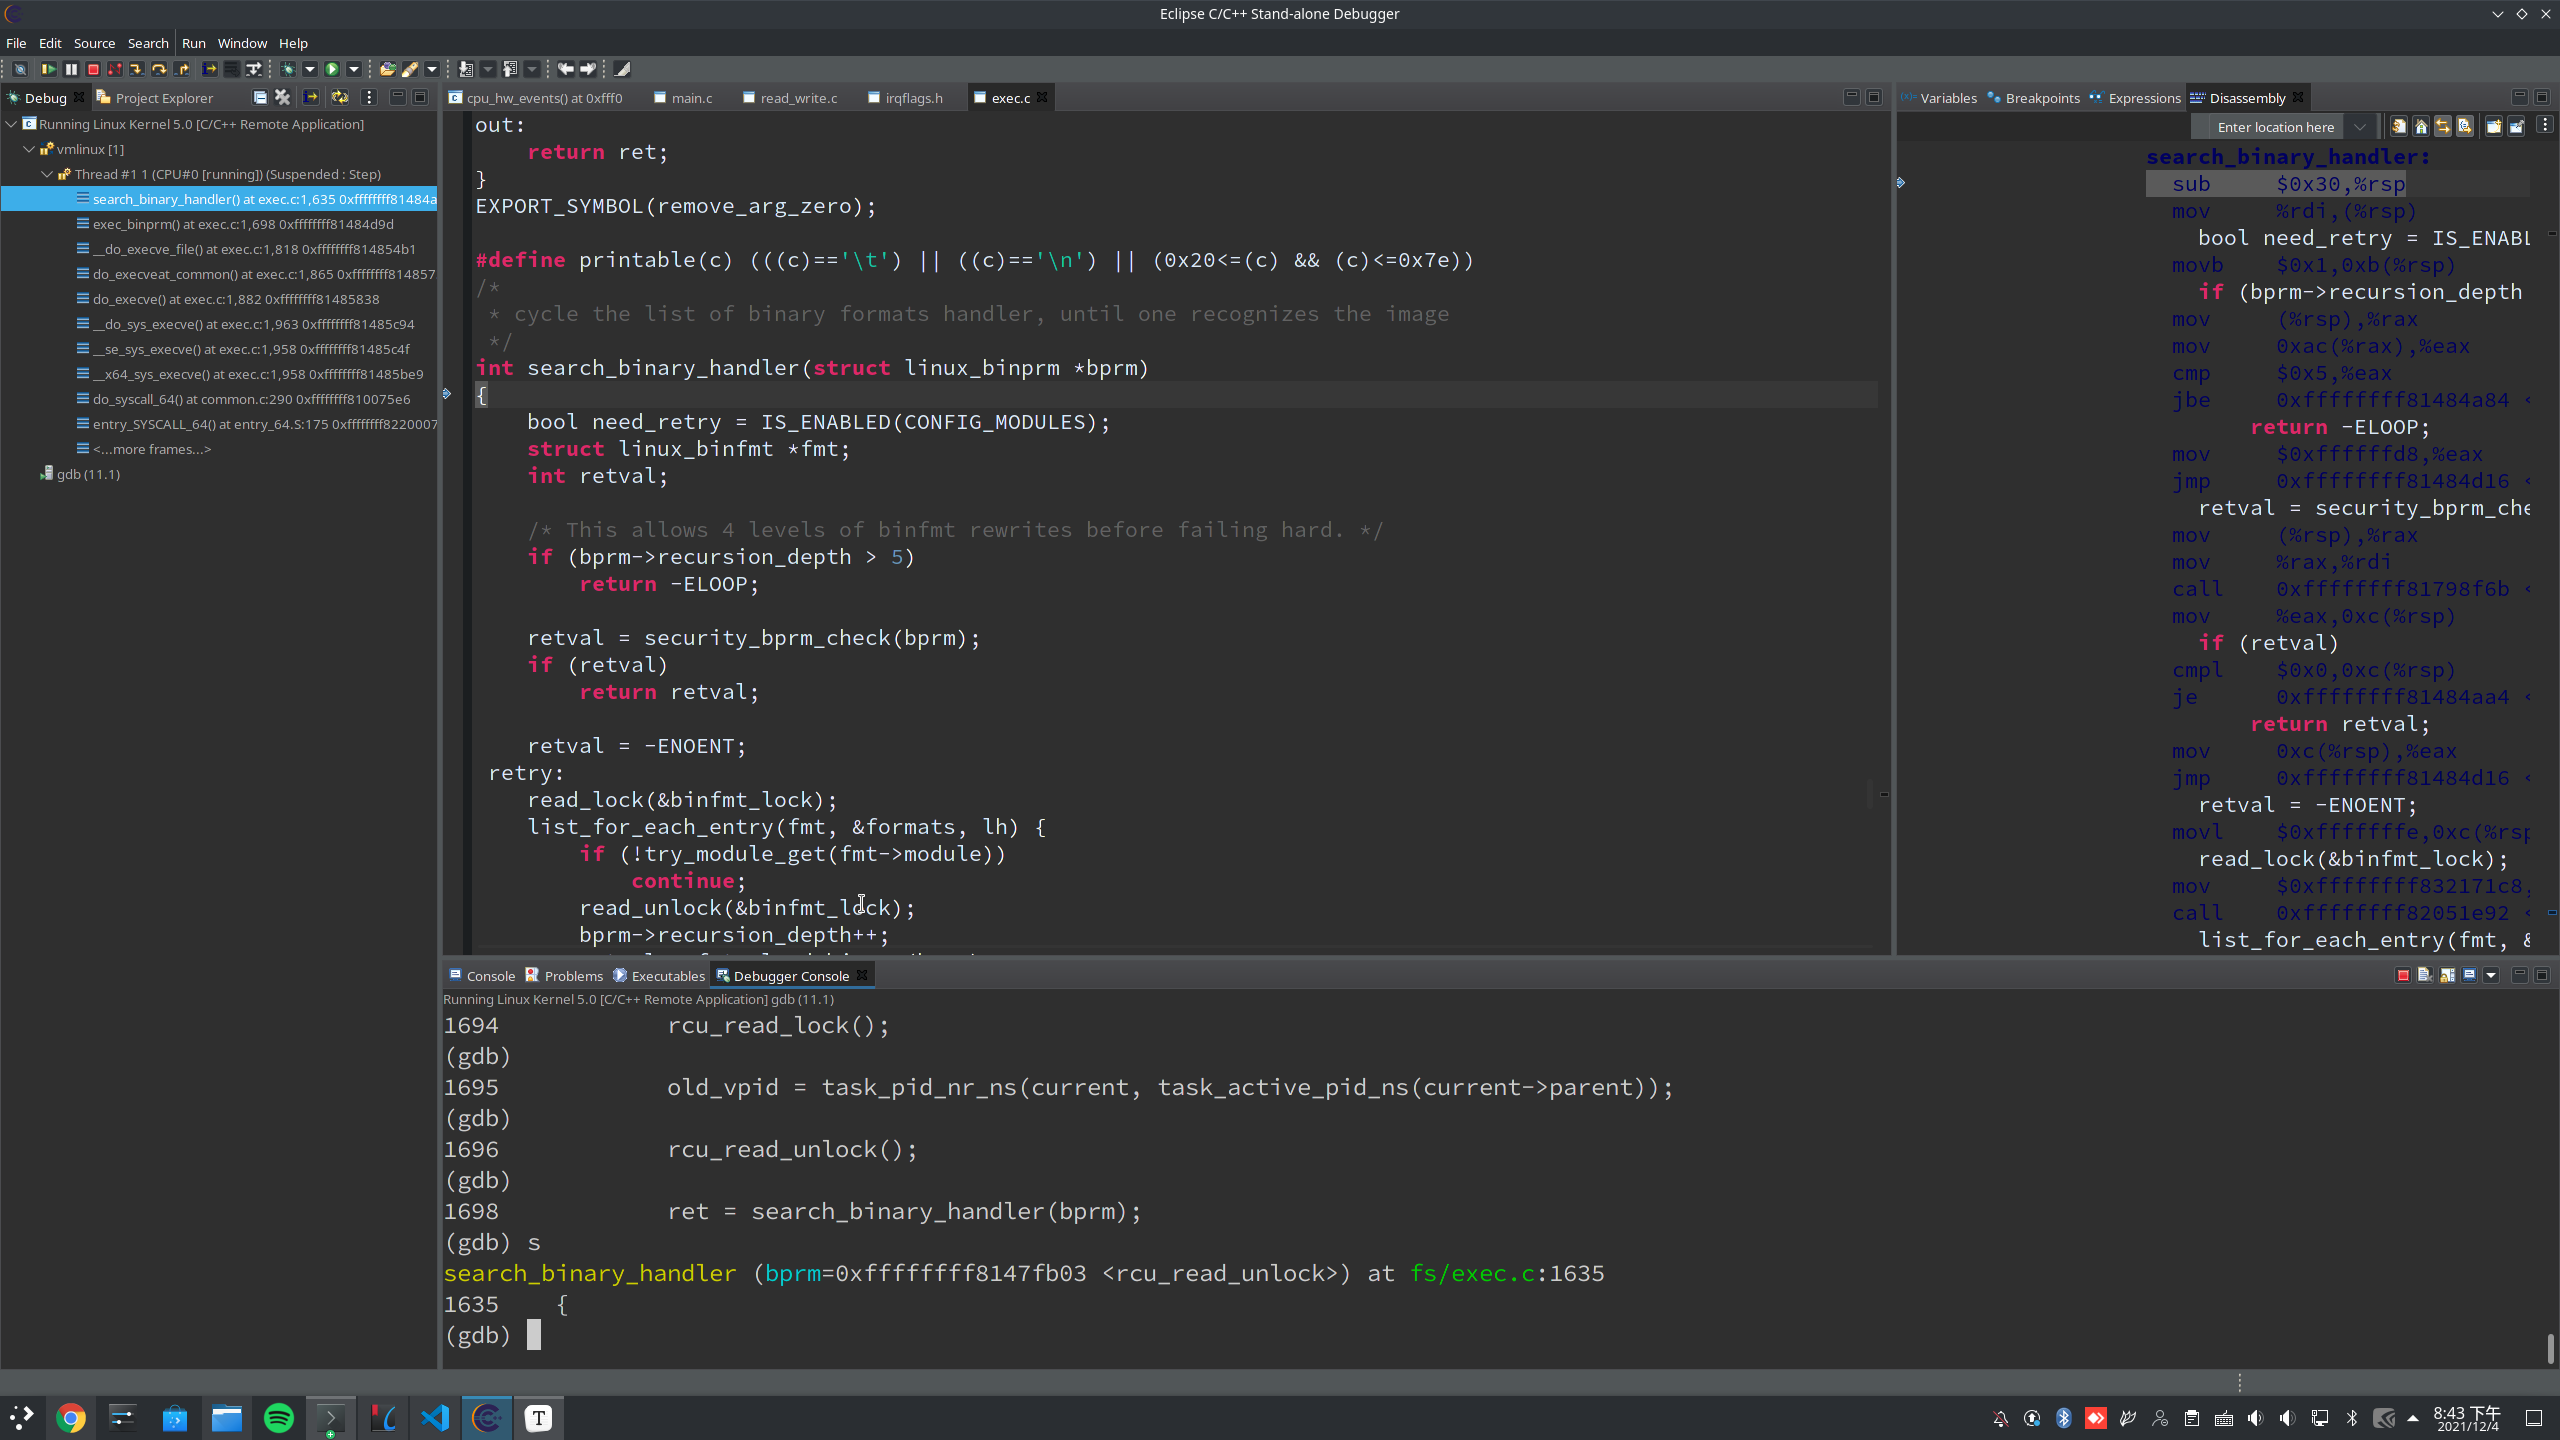 Eclipse C/C++ Stand-alone Debugger
File Edit Source Search Run Window Help
Debug Project Explorer
Running Linux Kernel 5.0 [C/C++ Remote Application]
vmlinux [1]
Thread #1 1 (CPU#0 [running]) (Suspended : Step)
search_binary_handler() at exec.c:1,635 0xffffffff81484a
exec_binprm() at exec.c:1,698 0xffffffff81484d9d
__do_execve_file() at exec.c:1,818 0xffffffff814854b1
do_execveat_common() at exec.c:1,865 0xffffffff814857
do_execve() at exec.c:1,882 0xffffffff81485838
__do_sys_execve() at exec.c:1,963 0xffffffff81485c94
__se_sys_execve() at exec.c:1,958 0xffffffff81485c4f
__x64_sys_execve() at exec.c:1,958 0xffffffff81485be9
do_syscall_64() at common.c:290 0xffffffff810075e6
entry_SYSCALL_64() at entry_64.S:175 0xffffffff8220007
<...more frames...>
gdb (11.1)
cpu_hw_events() at 0xfff0 main.c read_write.c irqflags.h exec.c
out:
return ret;
}
EXPORT_SYMBOL(remove_arg_zero);
#define printable(c) (((c)=='\t') || ((c)=='\n') || (0x20<=(c) && (c)<=0x7e))
/*
* cycle the list of binary formats handler, until one recognizes the image
*/
int search_binary_handler(struct linux_binprm *bprm)
{
bool need_retry = IS_ENABLED(CONFIG_MODULES);
struct linux_binfmt *fmt;
int retval;
/* This allows 4 levels of binfmt rewrites before failing hard. */
if (bprm->recursion_depth > 5)
return -ELOOP;
retval = security_bprm_check(bprm);
if (retval)
return retval;
retval = -ENOENT;
retry:
read_lock(&binfmt_lock);
list_for_each_entry(fmt, &formats, lh) {
if (!try_module_get(fmt->module))
continue;
read_unlock(&binfmt_lock);
bprm->recursion_depth++;
Variables Breakpoints Expressions Disassembly
Enter location here
search_binary_handler:
sub $0x30,%rsp
mov %rdi,(%rsp)
bool need_retry = IS_ENABL
movb $0x1,0xb(%rsp)
if (bprm->recursion_depth
mov (%rsp),%rax
mov 0xac(%rax),%eax
cmp $0x5,%eax
jbe 0xffffffff81484a84 <
return -ELOOP;
mov $0xffffffd8,%eax
jmp 0xffffffff81484d16 <
retval = security_bprm_che
mov (%rsp),%rax
mov %rax,%rdi
call 0xffffffff81798f6b <
mov %eax,0xc(%rsp)
if (retval)
cmpl $0x0,0xc(%rsp)
je 0xffffffff81484aa4 <
return retval;
mov 0xc(%rsp),%eax
jmp 0xffffffff81484d16 <
retval = -ENOENT;
movl $0xfffffffe,0xc(%rsp
read_lock(&binfmt_lock);
mov $0xffffffff832171c8,
call 0xffffffff82051e92 <
list_for_each_entry(fmt, &
Console Problems Executables Debugger Console
Running Linux Kernel 5.0 [C/C++ Remote Application] gdb (11.1)
1694 rcu_read_lock();
(gdb)
1695 old_vpid = task_pid_nr_ns(current, task_active_pid_ns(current->parent));
(gdb)
1696 rcu_read_unlock();
(gdb)
1698 ret = search_binary_handler(bprm);
(gdb) s
search_binary_handler (bprm=0xffffffff8147fb03 <rcu_read_unlock>) at fs/exec.c:1635
1635 {
(gdb)
8:43 下午
2021/12/4